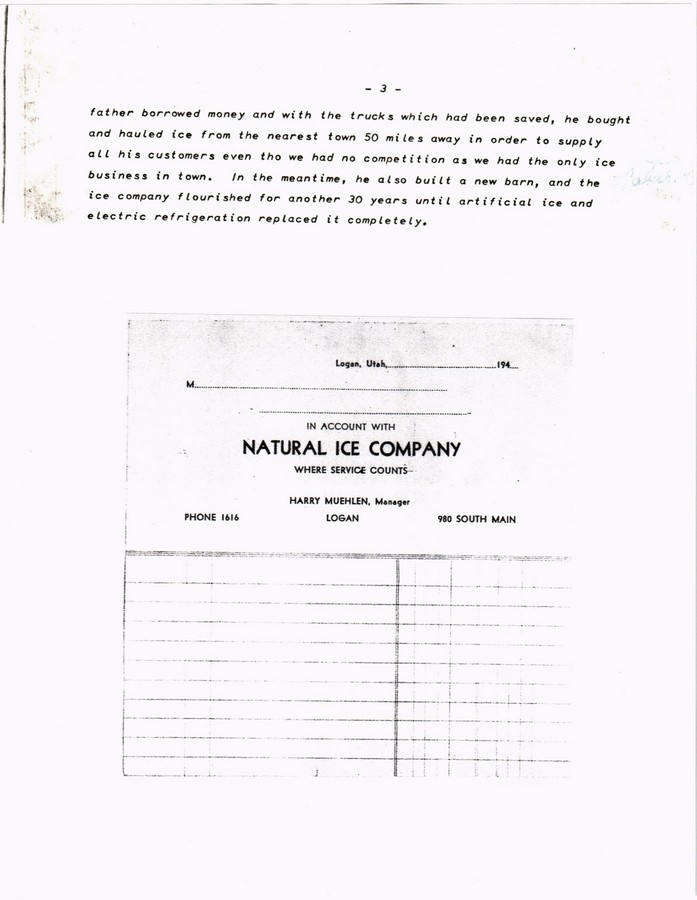 - 3 -
father borrowed money and with the trucks which had been saved, he bought
and hauled ice from the nearest town 50 miles away in order to supply
all his customers even tho we had no competition as we had the only ice
business in town. In the meantime, he also built a new barn, and the
ice company flourished for another 30 years until artificial ice and
electric refrigeration replaced it completely.
Logan, Utah, 194
M
IN ACCOUNT WITH
NATURAL ICE COMPANY
WHERE SERVICE COUNTS
HARRY MUEHLEN, Manager
PHONE 1616 LOGAN 980 SOUTH MAIN